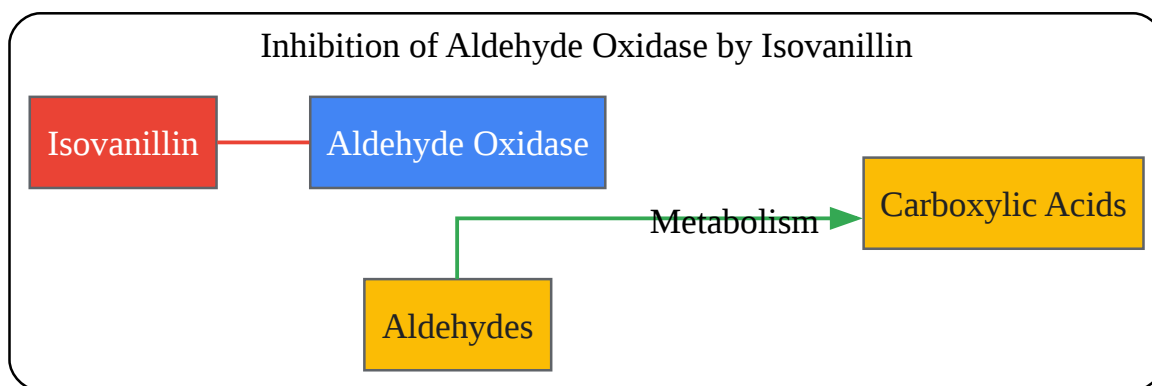 Inhibition of Aldehyde Oxidase by Isovanillin
Isovanillin
Aldehyde Oxidase
Carboxylic Acids
Metabolism
Aldehydes